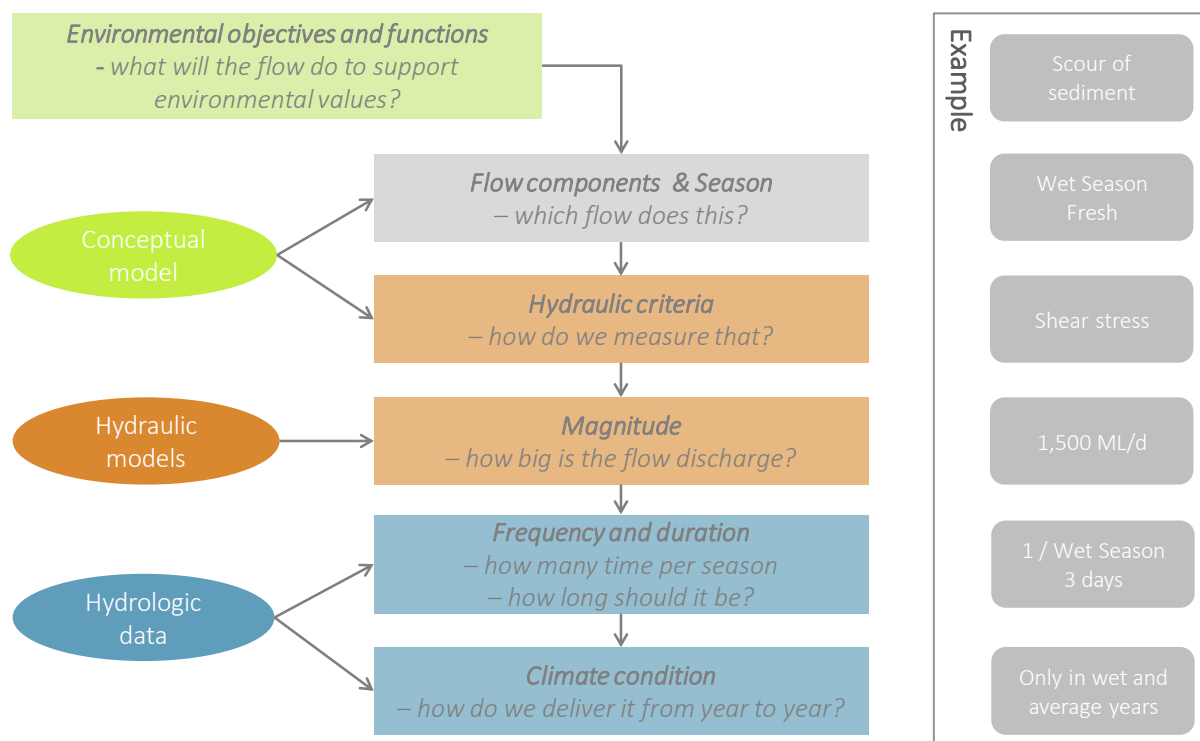 Environmental objectives and functions
- what will the flow do to support
environmental values?
Flow components & Season
– which flow does this?
Conceptual
model
Hydraulic criteria
– how do we measure that?
Hydraulic
models
Magnitude
– how big is the flow discharge?
Frequency and duration
– how many time per season
– how long should it be?
Hydrologic
data
Climate condition
– how do we deliver it from year to year?
Example
Scour of
sediment
Wet Season
Fresh
Shear stress
1,500 ML/d
1 / Wet Season
3 days
Only in wet and
average years